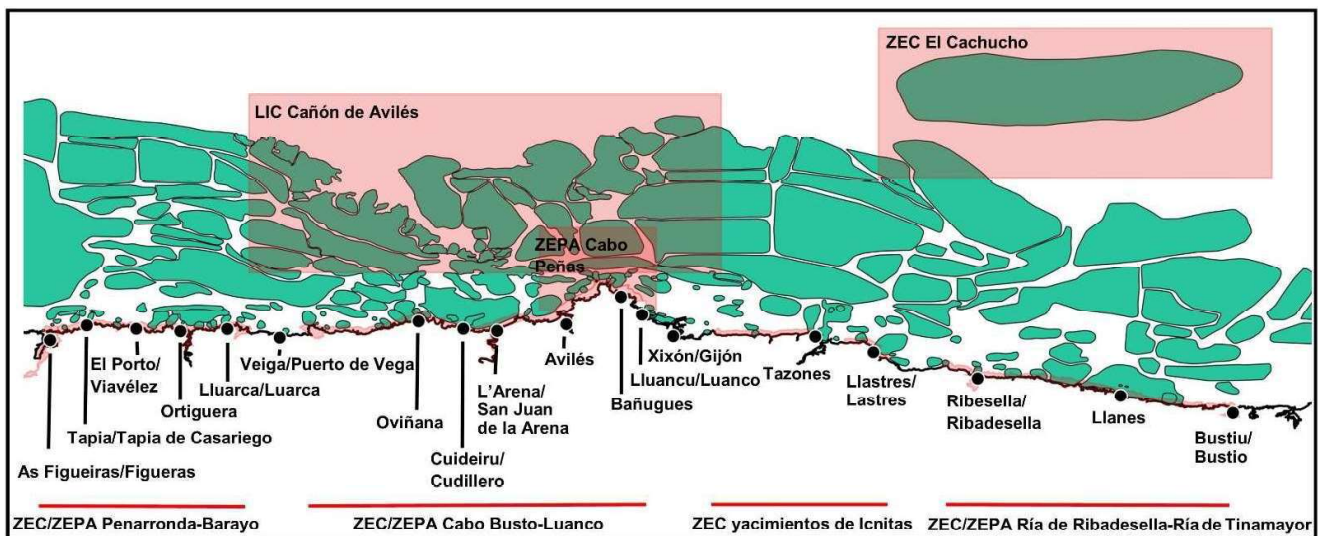 ZEC El Cachucho
LIC Cañón de Avilés
ZEPA Cabo
Peñas
El Porto/
Viavélez
Veiga/Puerto de Vega
Lluarca/Luarca
Ortiguera
Tapia/Tapia de Casariego
As Figueiras/Figueras
Oviñana
Cuideiru/
Cudillero
L'Arena/
San Juan
de la Arena
Avilés
Bañugues
Xixón/Gijón
Lluancu/Luanco
Tazones
Llastres/
Lastres
Ribesella/
Ribadesella
Llanes
Bustiu/
Bustio
ZEC/ZEPA Penarronda-Barayo
ZEC/ZEPA Cabo Busto-Luanco
ZEC yacimientos de Icnitas
ZEC/ZEPA Ría de Ribadesella-Ría de Tinamayor